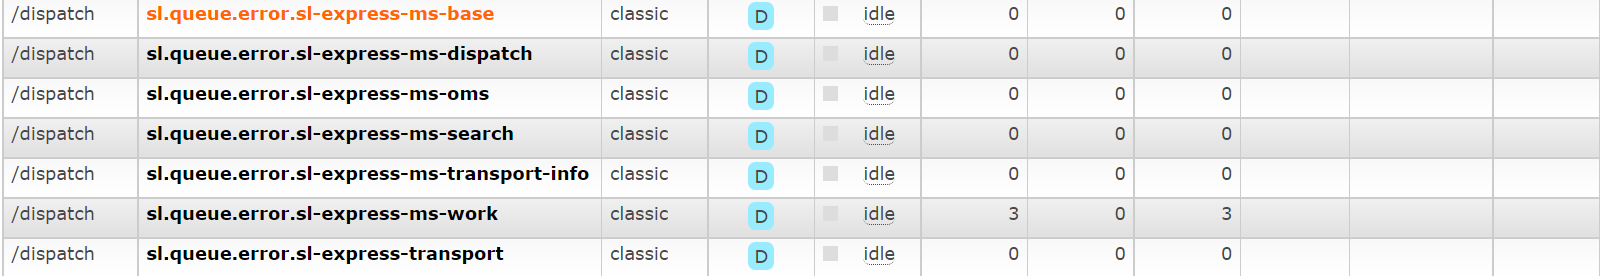 /dispatch sl.queue.error.sl-express-ms-base classic D idle 0 0 0
/dispatch sl.queue.error.sl-express-ms-dispatch classic D idle 0 0 0
/dispatch sl.queue.error.sl-express-ms-oms classic D idle 0 0 0
/dispatch sl.queue.error.sl-express-ms-search classic D idle 0 0 0
/dispatch sl.queue.error.sl-express-ms-transport-info classic D idle 0 0 0
/dispatch sl.queue.error.sl-express-ms-work classic D idle 3 0 3
/dispatch sl.queue.error.sl-express-transport classic D idle 0 0 0